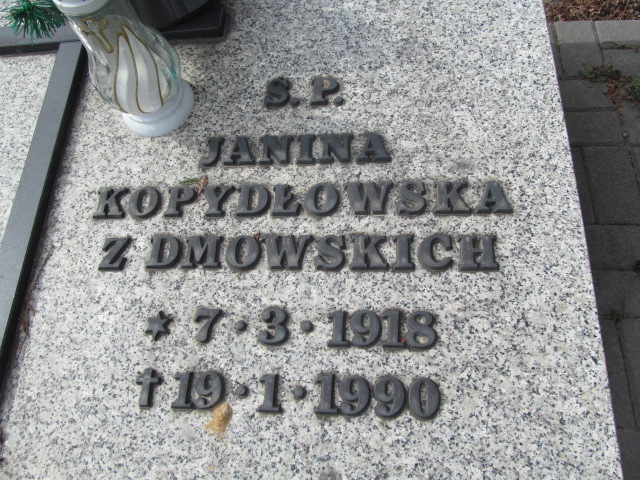 S. P.
JANINA
KOPYDŁOWSKA
Z DMOWSKICH
★ 7·3·1918
✝ 19·1·1990